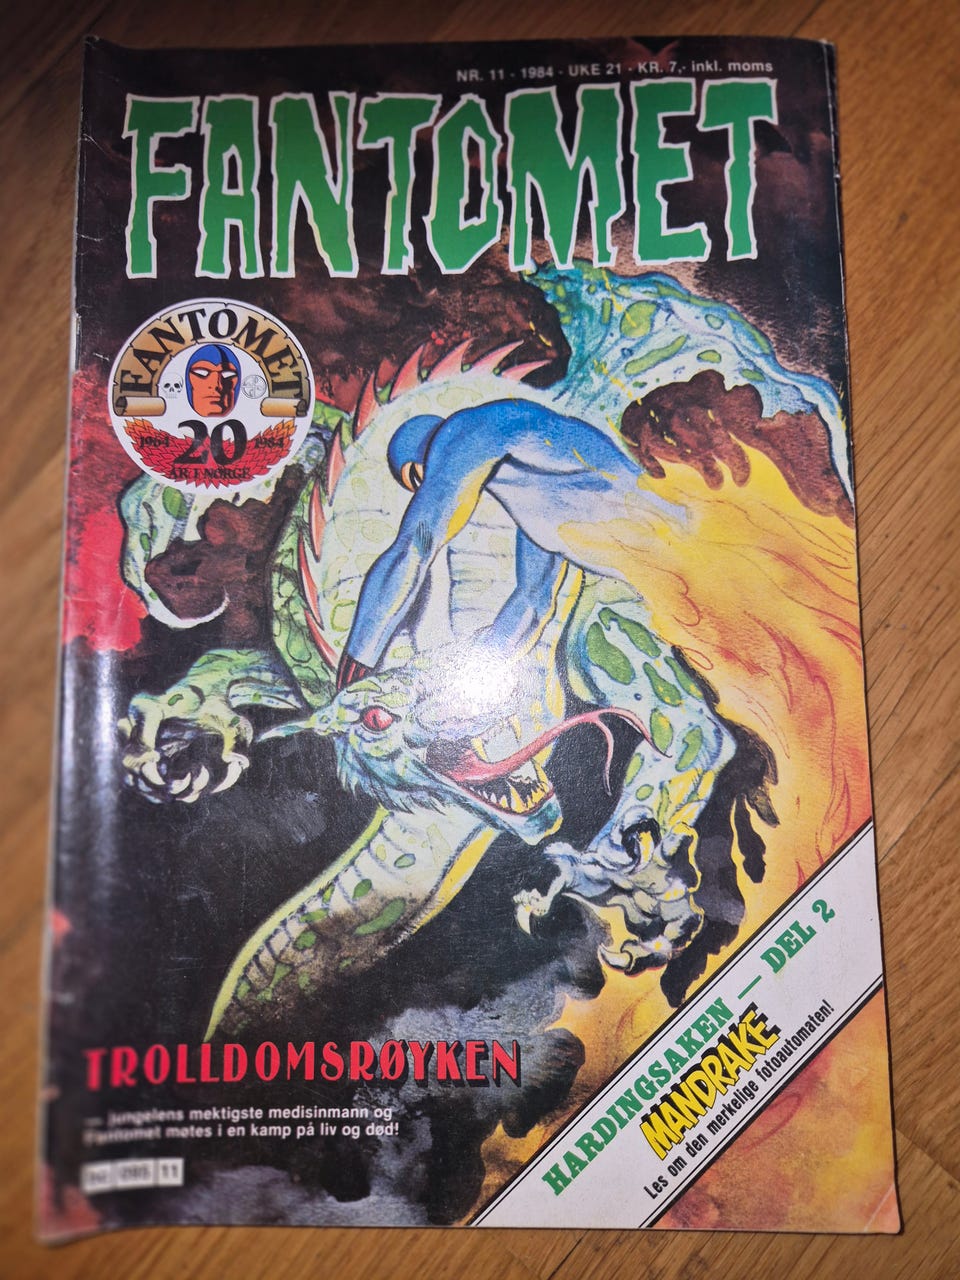 NR. 11 - 1984 - UKE 21 - KR. 7,- inkl. moms
FANTOMET
FANTOMET
1964 20 1984
ÅR I NORGE
HARDINGSAKEN — DEL 2
MANDRAKE
Les om den merkelige fotoautomaten!
TROLLDOMSRØYKEN
... jungelens mektigste medisinmann og
Fantomet møtes i en kamp på liv og død!
11